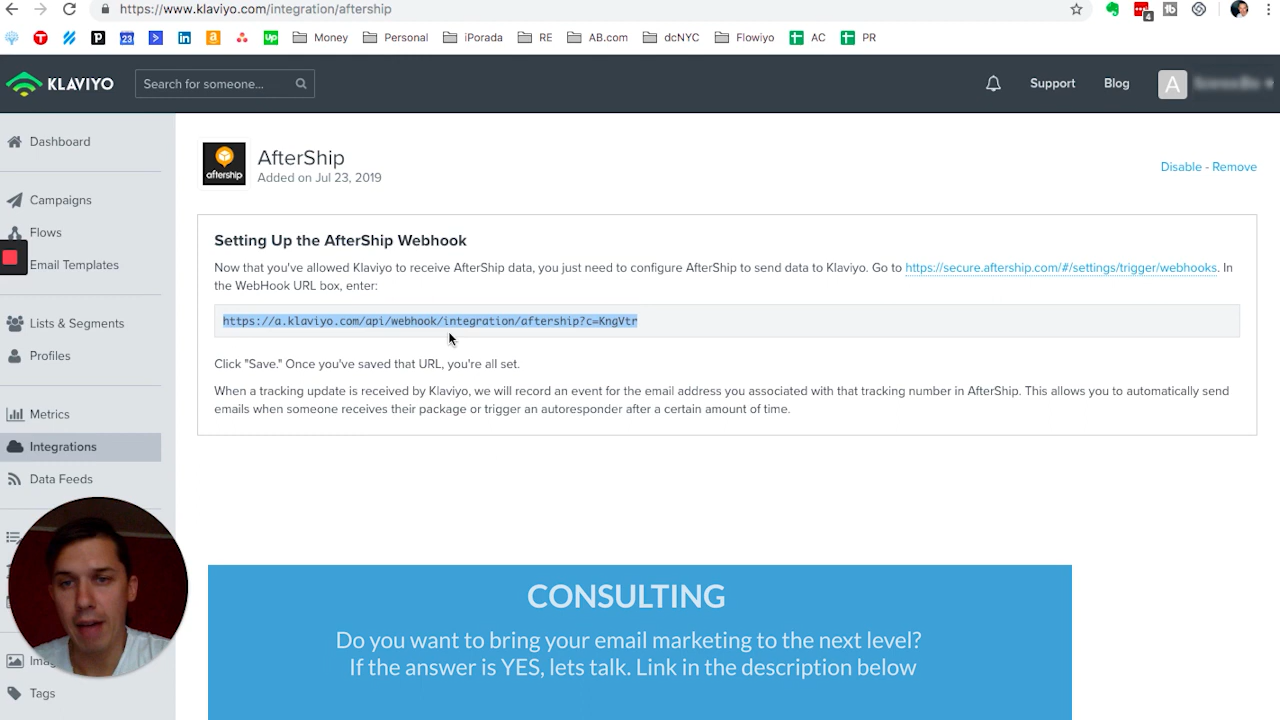 https://www.klaviyo.com/integration/aftership
4
23
up
Money
Personal
iPorada
RE
AB.com
dcNYC
Flowiyo
AC
PR
KLAVIYO
Search for someone...
Support
Blog
A
Dashboard
Campaigns
Flows
Email Templates
Lists & Segments
Profiles
Metrics
Integrations
Data Feeds
Tags
aftership
AfterShip
Added on Jul 23, 2019
Disable - Remove
Setting Up the AfterShip Webhook
Now that you've allowed Klaviyo to receive AfterShip data, you just need to configure AfterShip to send data to Klaviyo. Go to https://secure.aftership.com/#/settings/trigger/webhooks. In
the WebHook URL box, enter:
https://a.klaviyo.com/api/webhook/integration/aftership?c=KngVtr
Click "Save." Once you've saved that URL, you're all set.
When a tracking update is received by Klaviyo, we will record an event for the email address you associated with that tracking number in AfterShip. This allows you to automatically send
emails when someone receives their package or trigger an autoresponder after a certain amount of time.
CONSULTING
Do you want to bring your email marketing to the next level?
If the answer is YES, lets talk. Link in the description below